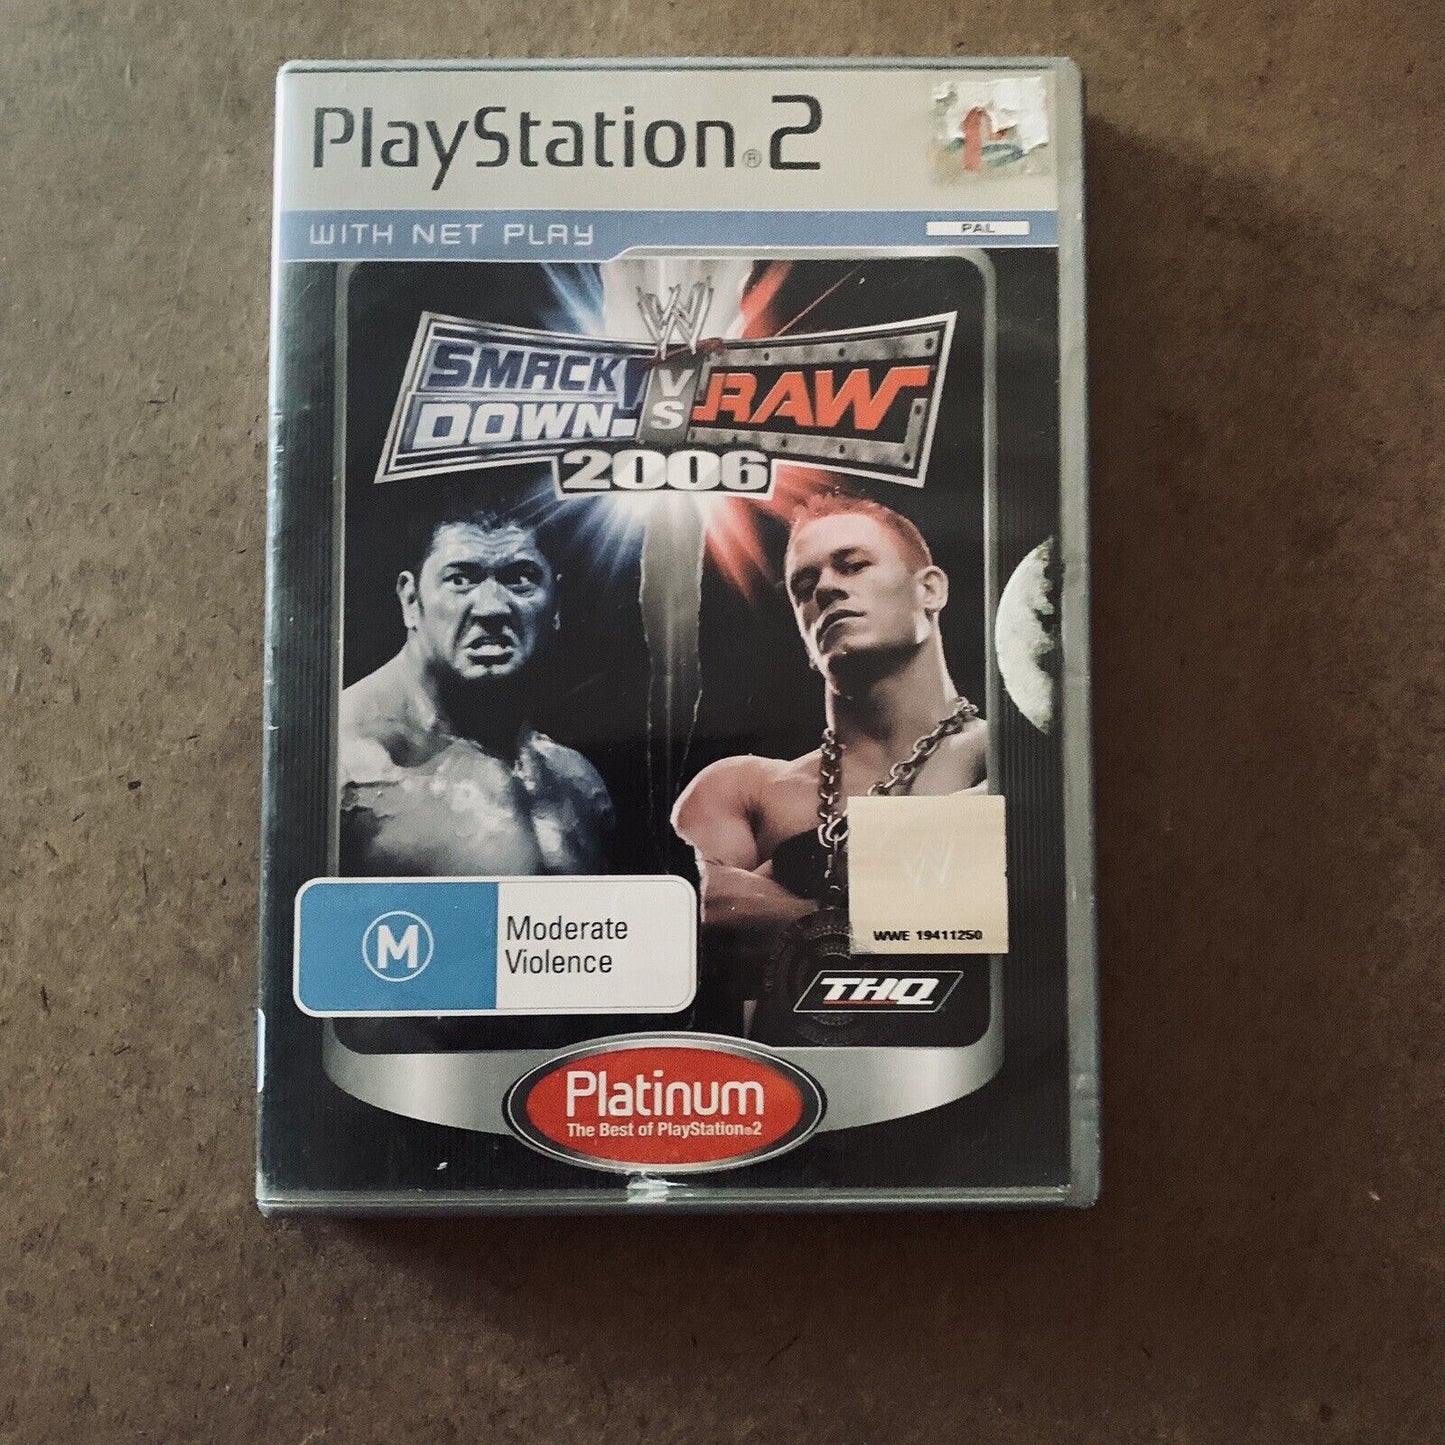 PlayStation®2
WITH NET PLAY
PAL
W
SMACK
DOWN!
VS
RAW
2006
M
Moderate
Violence
W
WWE 19411250
THQ
Platinum
The Best of PlayStation®2